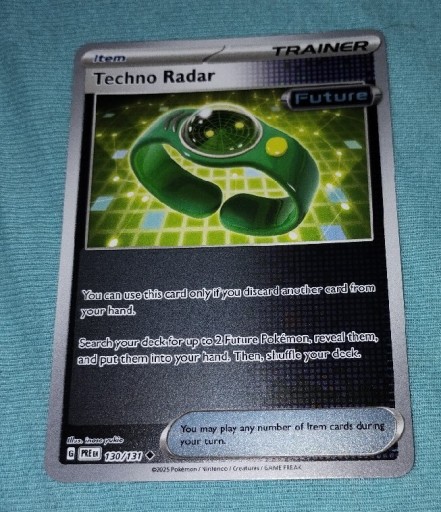 Item
TRAINER
Techno Radar
Future
You can use this card only if you discard another card from
your hand.
Search your deck for up to 2 Future Pokémon, reveal them,
and put them into your hand. Then, shuffle your deck.
Illus. inose yukie
You may play any number of Item cards during
your turn.
G PRE EN 130/131
©2025 Pokémon / Nintendo / Creatures / GAME FREAK